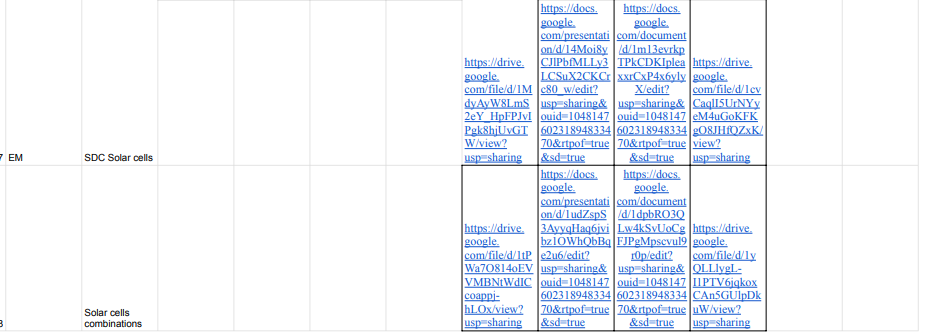 7 EM
SDC Solar cells
https://drive.
google.
com/file/d/1M
dyAyW8LmS
2eY_HpFPJvI
Pgk8hjUvGT
W/view?
usp=sharing
https://docs.
google.
com/presentati
on/d/14Moi8y
CJlPbfMLLy3
LCSuX2CKCr
c80_w/edit?
usp=sharing&
ouid=1048147
602318948334
70&rtpof=true
&sd=true
https://docs.
google.
com/document
/d/1m13evrkp
TPkCDKIplea
xxrCxP4x6yly
X/edit?
usp=sharing&
ouid=1048147
602318948334
70&rtpof=true
&sd=true
https://drive.
google.
com/file/d/1cv
CaqlI5UrNYy
eM4uGoKFK
gO8JHfQZxK/
view?
usp=sharing
8
Solar cells
combinations
https://drive.
google.
com/file/d/1tP
Wa7O814oEV
VMBNtWdIC
coappj-
hLOx/view?
usp=sharing
https://docs.
google.
com/presentati
on/d/1udZspS
3AyyqHaq6jvi
bz1OWhQbBq
e2u6/edit?
usp=sharing&
ouid=1048147
602318948334
70&rtpof=true
&sd=true
https://docs.
google.
com/document
/d/1dpbRO3Q
Lw4kSvUoCg
FJPgMpscvul9
r0p/edit?
usp=sharing&
ouid=1048147
602318948334
70&rtpof=true
&sd=true
https://drive.
google.
com/file/d/1y
QLLlygL-
I1PTV6jqkox
CAn5GUlpDk
uW/view?
usp=sharing